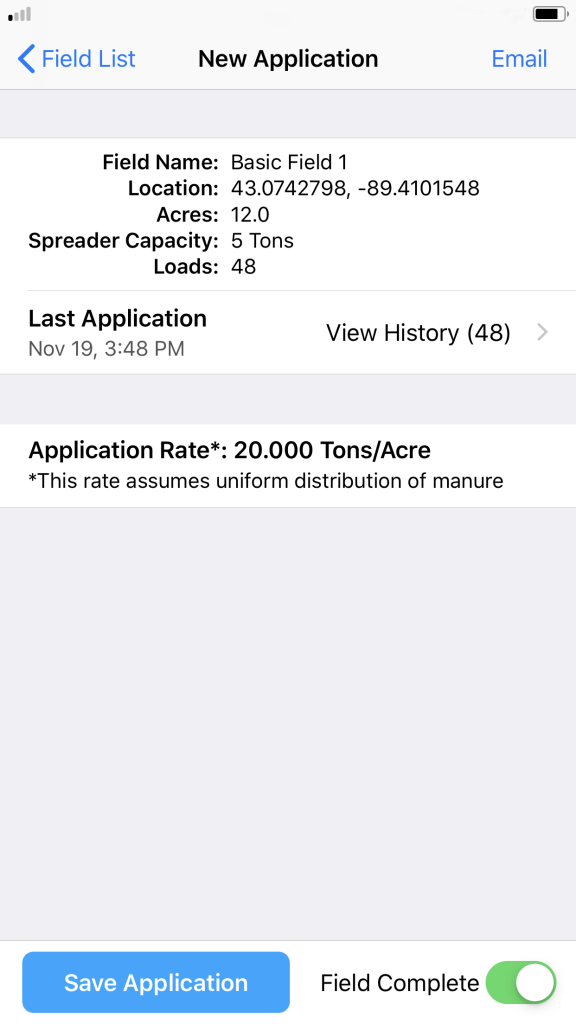 Field List New Application Email
Field Name: Basic Field 1
Location: 43.0742798, -89.4101548
Acres: 12.0
Spreader Capacity: 5 Tons
Loads: 48
Last Application
Nov 19, 3:48 PM
View History (48)
Application Rate*: 20.000 Tons/Acre
*This rate assumes uniform distribution of manure
Save Application Field Complete